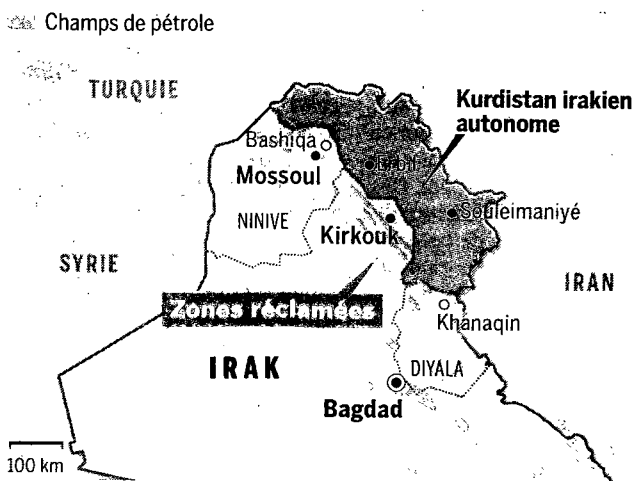 Champs de pétrole
TURQUIE
Kurdistan irakien
autonome
Bashiqa
Mossoul
NINIVE
Souleimaniyé
Kirkouk
SYRIE
IRAN
Zones réclamées
Khanaqin
IRAK
DIYALA
Bagdad
100 km